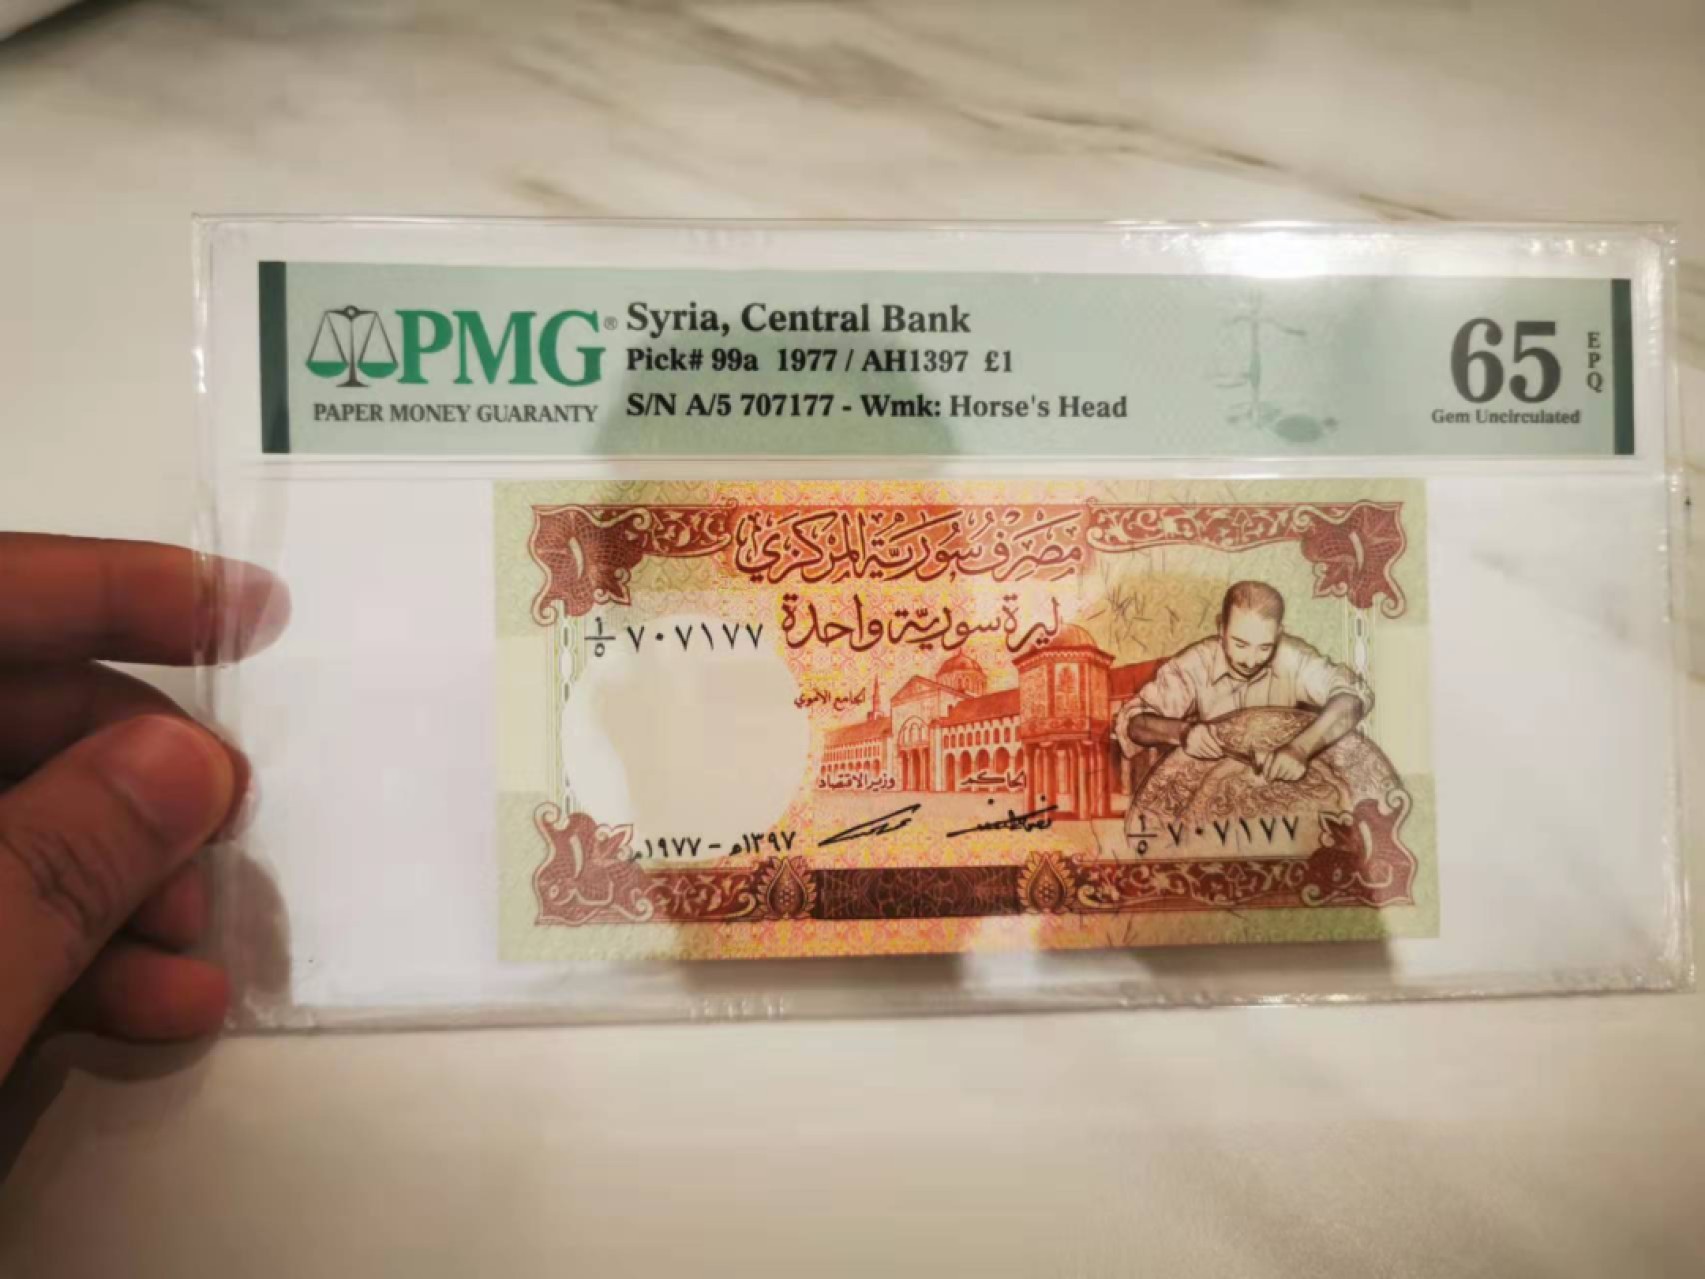 PMG®
PAPER MONEY GUARANTY
Syria, Central Bank
Pick# 99a 1977 / AH1397 £1
S/N A/5 707177 - Wmk: Horse's Head
65
EPQ
Gem Uncirculated
١
١
مصرف سورية المركزي
ليرة سورية واحدة
١/٥ ٧٠٧١٧٧
الجامع الأموي
الحاكم
وزير الاقتصاد
١/٥ ٧٠٧١٧٧
١٣٩٧هـ - ١٩٧٧م